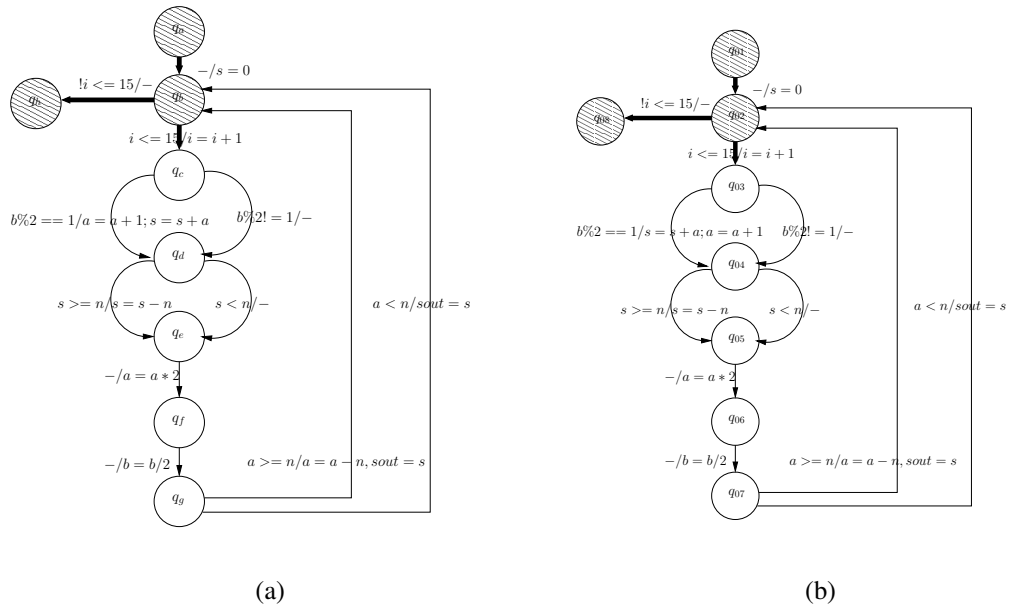 q_a
-/s = 0
!i <= 15/-
q_h
q_b
i <= 15/i = i + 1
q_c
b%2 == 1/a = a + 1; s = s + a
b%2! = 1/-
q_d
s >= n/s = s - n
s < n/-
a < n/sout = s
q_e
-/a = a * 2
q_f
-/b = b/2
a >= n/a = a - n, sout = s
q_g
(a)
q_01
-/s = 0
!i <= 15/-
q_08
q_02
i <= 15/i = i + 1
q_03
b%2 == 1/s = s + a; a = a + 1
b%2! = 1/-
q_04
s >= n/s = s - n
s < n/-
a < n/sout = s
q_05
-/a = a * 2
q_06
-/b = b/2
a >= n/a = a - n, sout = s
q_07
(b)